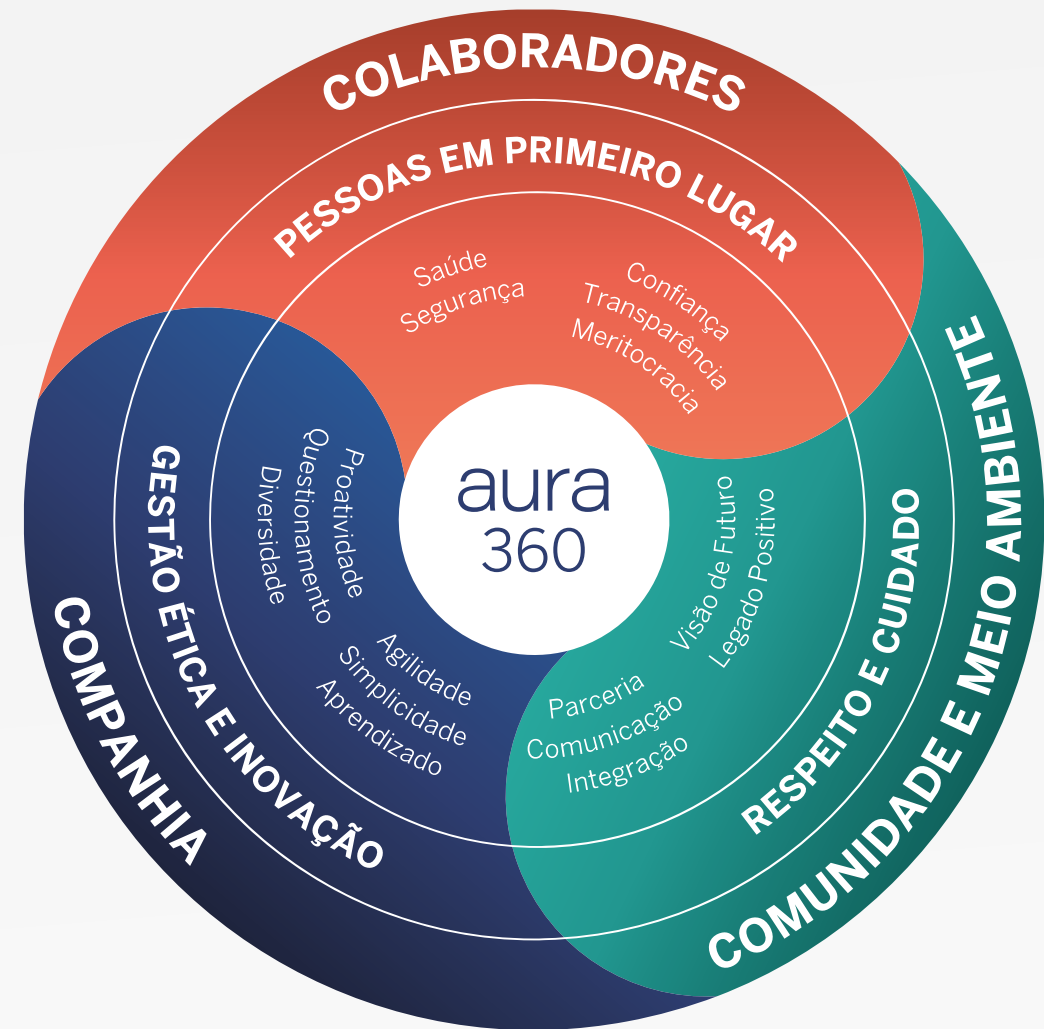 COLABORADORES
PESSOAS EM PRIMEIRO LUGAR
Saúde
Segurança
Confiança
Transparência
Meritocracia
COMUNIDADE E MEIO AMBIENTE
RESPEITO E CUIDADO
Visão de Futuro
Legado Positivo
Parceria
Comunicação
Integração
COMPANHIA
GESTÃO ÉTICA E INOVAÇÃO
Proatividade
Questionamento
Diversidade
Agilidade
Simplicidade
Aprendizado
aura
360